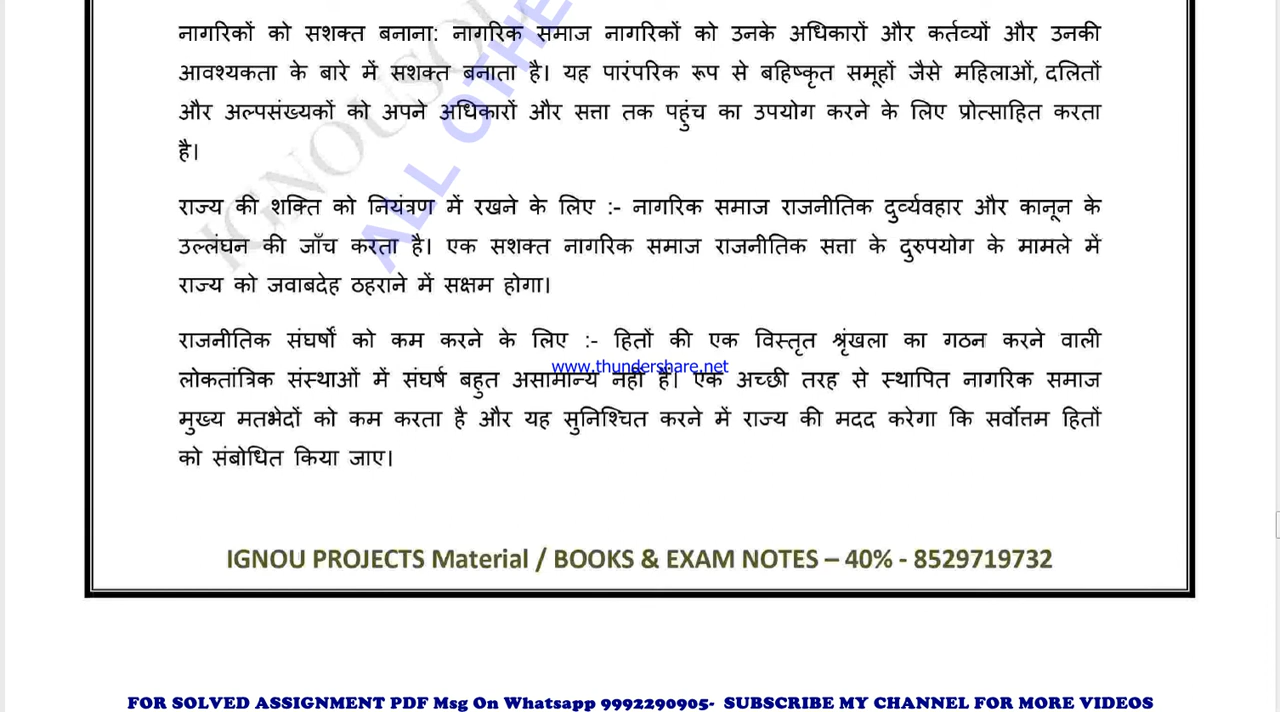 नागरिकों को सशक्त बनाना: नागरिक समाज नागरिकों को उनके अधिकारों और कर्तव्यों और उनकी
आवश्यकता के बारे में सशक्त बनाता है। यह पारंपरिक रूप से बहिष्कृत समूहों जैसे महिलाओं, दलितों
और अल्पसंख्यकों को अपने अधिकारों और सत्ता तक पहुंच का उपयोग करने के लिए प्रोत्साहित करता
है।
राज्य की शक्ति को नियंत्रण में रखने के लिए :- नागरिक समाज राजनीतिक दुर्व्यवहार और कानून के
उल्लंघन की जाँच करता है। एक सशक्त नागरिक समाज राजनीतिक सत्ता के दुरुपयोग के मामले में
राज्य को जवाबदेह ठहराने में सक्षम होगा।
राजनीतिक संघर्षों को कम करने के लिए :- हितों की एक विस्तृत श्रृंखला का गठन करने वाली
www.thundershare.net
लोकतांत्रिक संस्थाओं में संघर्ष बहुत असामान्य नहीं हैं। एक अच्छी तरह से स्थापित नागरिक समाज
मुख्य मतभेदों को कम करता है और यह सुनिश्चित करने में राज्य की मदद करेगा कि सर्वोत्तम हितों
को संबोधित किया जाए।
IGNOU PROJECTS Material / BOOKS & EXAM NOTES – 40% - 8529719732
FOR SOLVED ASSIGNMENT PDF Msg On Whatsapp 9992290905- SUBSCRIBE MY CHANNEL FOR MORE VIDEOS
ALL